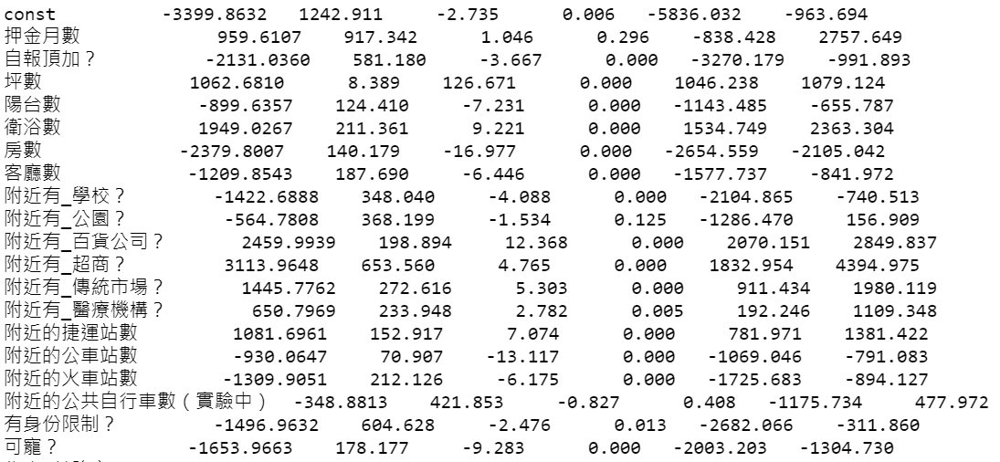 const -3399.8632 1242.911 -2.735 0.006 -5836.032 -963.694
押金月數 959.6107 917.342 1.046 0.296 -838.428 2757.649
自報頂加？ -2131.0360 581.180 -3.667 0.000 -3270.179 -991.893
坪數 1062.6810 8.389 126.671 0.000 1046.238 1079.124
陽台數 -899.6357 124.410 -7.231 0.000 -1143.485 -655.787
衛浴數 1949.0267 211.361 9.221 0.000 1534.749 2363.304
房數 -2379.8007 140.179 -16.977 0.000 -2654.559 -2105.042
客廳數 -1209.8543 187.690 -6.446 0.000 -1577.737 -841.972
附近有_學校？ -1422.6888 348.040 -4.088 0.000 -2104.865 -740.513
附近有_公園？ -564.7808 368.199 -1.534 0.125 -1286.470 156.909
附近有_百貨公司？ 2459.9939 198.894 12.368 0.000 2070.151 2849.837
附近有_超商？ 3113.9648 653.560 4.765 0.000 1832.954 4394.975
附近有_傳統市場？ 1445.7762 272.616 5.303 0.000 911.434 1980.119
附近有_醫療機構？ 650.7969 233.948 2.782 0.005 192.246 1109.348
附近的捷運站數 1081.6961 152.917 7.074 0.000 781.971 1381.422
附近的公車站數 -930.0647 70.907 -13.117 0.000 -1069.046 -791.083
附近的火車站數 -1309.9051 212.126 -6.175 0.000 -1725.683 -894.127
附近的公共自行車數（實驗中） -348.8813 421.853 -0.827 0.408 -1175.734 477.972
有身份限制？ -1496.9632 604.628 -2.476 0.013 -2682.066 -311.860
可寵？ -1653.9663 178.177 -9.283 0.000 -2003.203 -1304.730